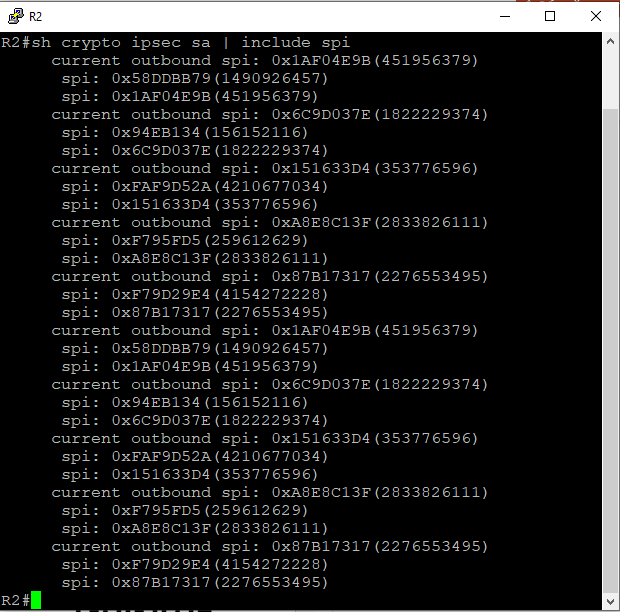 R2
R2#sh crypto ipsec sa | include spi
current outbound spi: 0x1AF04E9B(451956379)
spi: 0x58DDBB79(1490926457)
spi: 0x1AF04E9B(451956379)
current outbound spi: 0x6C9D037E(1822229374)
spi: 0x94EB134(156152116)
spi: 0x6C9D037E(1822229374)
current outbound spi: 0x151633D4(353776596)
spi: 0xFAF9D52A(4210677034)
spi: 0x151633D4(353776596)
current outbound spi: 0xA8E8C13F(2833826111)
spi: 0xF795FD5(259612629)
spi: 0xA8E8C13F(2833826111)
current outbound spi: 0x87B17317(2276553495)
spi: 0xF79D29E4(4154272228)
spi: 0x87B17317(2276553495)
current outbound spi: 0x1AF04E9B(451956379)
spi: 0x58DDBB79(1490926457)
spi: 0x1AF04E9B(451956379)
current outbound spi: 0x6C9D037E(1822229374)
spi: 0x94EB134(156152116)
spi: 0x6C9D037E(1822229374)
current outbound spi: 0x151633D4(353776596)
spi: 0xFAF9D52A(4210677034)
spi: 0x151633D4(353776596)
current outbound spi: 0xA8E8C13F(2833826111)
spi: 0xF795FD5(259612629)
spi: 0xA8E8C13F(2833826111)
current outbound spi: 0x87B17317(2276553495)
spi: 0xF79D29E4(4154272228)
spi: 0x87B17317(2276553495)
R2#